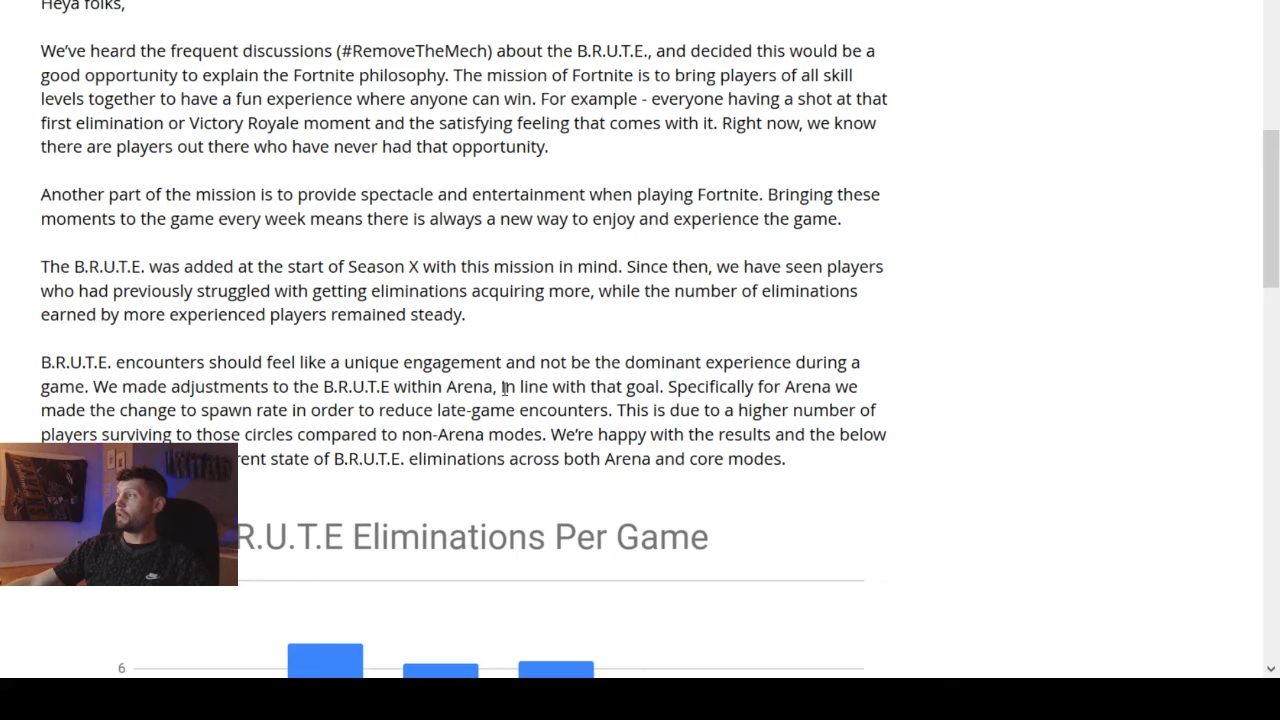 Heya folks,
We've heard the frequent discussions (#RemoveTheMech) about the B.R.U.T.E., and decided this would be a
good opportunity to explain the Fortnite philosophy. The mission of Fortnite is to bring players of all skill
levels together to have a fun experience where anyone can win. For example - everyone having a shot at that
first elimination or Victory Royale moment and the satisfying feeling that comes with it. Right now, we know
there are players out there who have never had that opportunity.
Another part of the mission is to provide spectacle and entertainment when playing Fortnite. Bringing these
moments to the game every week means there is always a new way to enjoy and experience the game.
The B.R.U.T.E. was added at the start of Season X with this mission in mind. Since then, we have seen players
who had previously struggled with getting eliminations acquiring more, while the number of eliminations
earned by more experienced players remained steady.
B.R.U.T.E. encounters should feel like a unique engagement and not be the dominant experience during a
game. We made adjustments to the B.R.U.T.E within Arena, in line with that goal. Specifically for Arena we
made the change to spawn rate in order to reduce late-game encounters. This is due to a higher number of
players surviving to those circles compared to non-Arena modes. We're happy with the results and the below
rent state of B.R.U.T.E. eliminations across both Arena and core modes.
R.U.T.E Eliminations Per Game
6